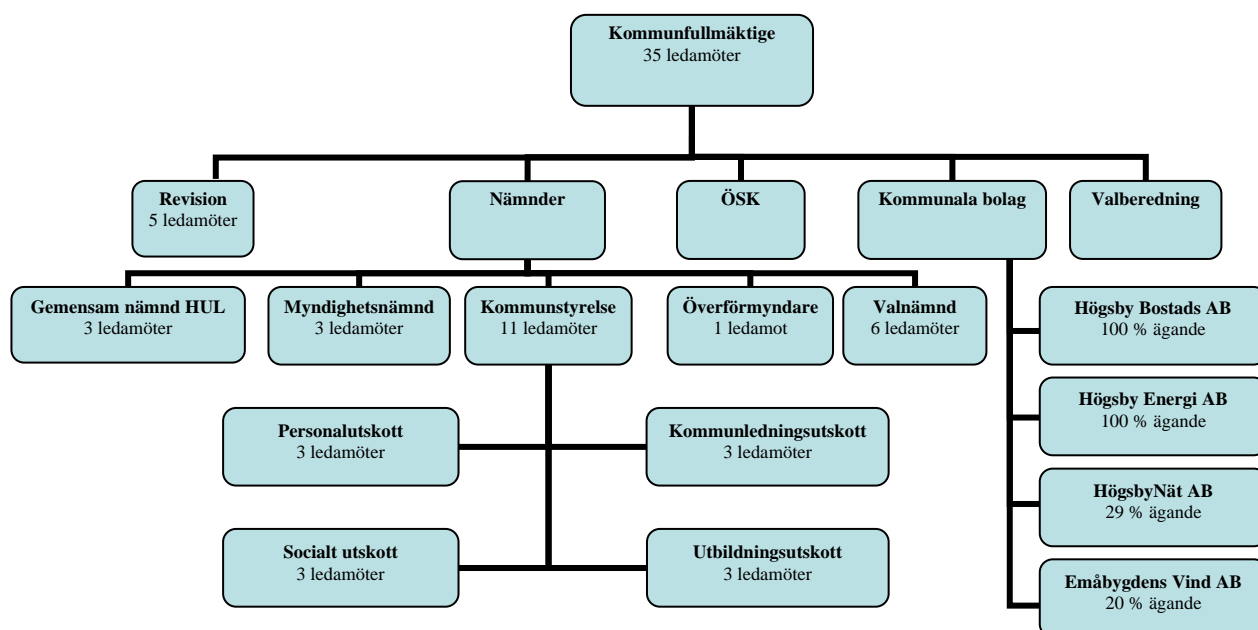 Kommunfullmäktige
35 ledamöter
Revision
5 ledamöter
Nämnder
ÖSK
Kommunala bolag
Valberedning
Gemensam nämnd HUL
3 ledamöter
Myndighetsnämnd
3 ledamöter
Kommunstyrelse
11 ledamöter
Överförmyndare
1 ledamot
Valnämnd
6 ledamöter
Högsby Bostads AB
100 % ägande
Högsby Energi AB
100 % ägande
HögsbyNät AB
29 % ägande
Emåbygdens Vind AB
20 % ägande
Personalutskott
3 ledamöter
Kommunledningsutskott
3 ledamöter
Socialt utskott
3 ledamöter
Utbildningsutskott
3 ledamöter